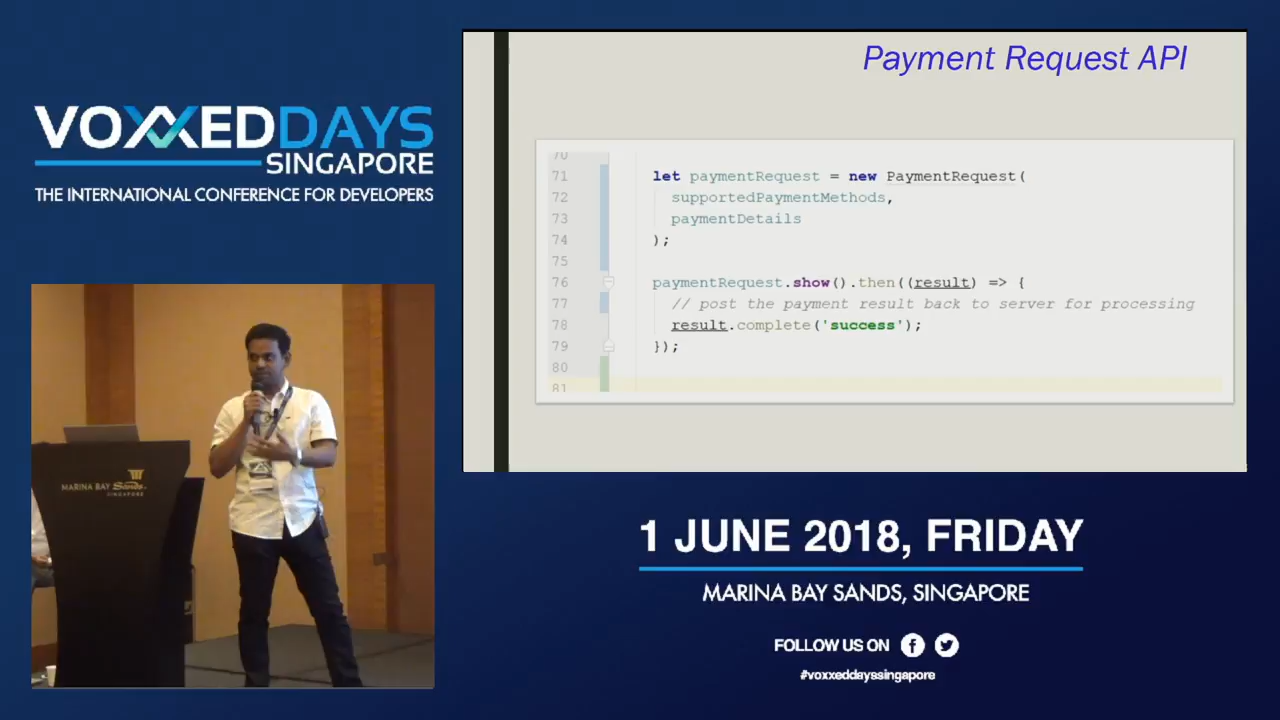 VOXXEDDAYS
SINGAPORE
THE INTERNATIONAL CONFERENCE FOR DEVELOPERS
MARINA BAY Sands
SINGAPORE
Payment Request API
70
71 let paymentRequest = new PaymentRequest(
72 supportedPaymentMethods,
73 paymentDetails
74 );
75
76 paymentRequest.show().then((result) => {
77 // post the payment result back to server for processing
78 result.complete('success');
79 });
80
81
1 JUNE 2018, FRIDAY
MARINA BAY SANDS, SINGAPORE
FOLLOW US ON
#voxxeddayssingapore